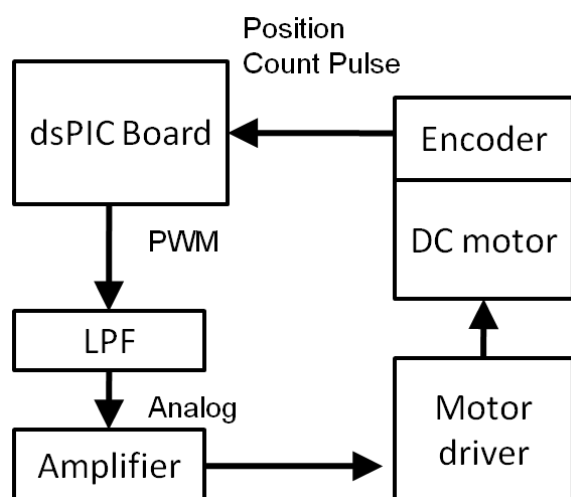 Position
Count Pulse
dsPIC Board
Encoder
DC motor
PWM
LPF
Analog
Amplifier
Motor
driver